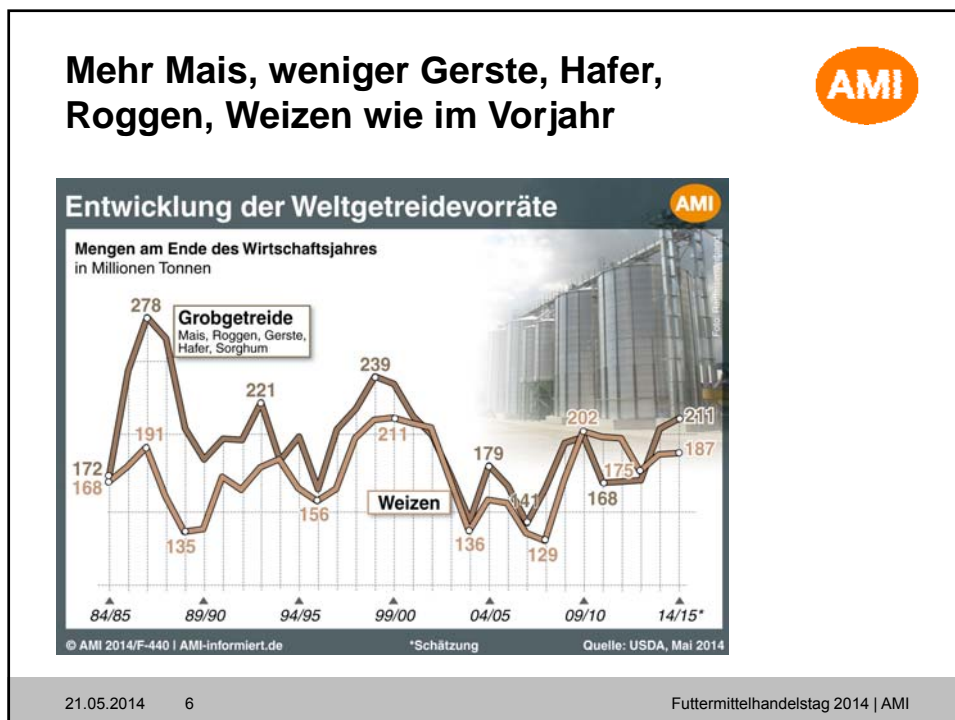 Mehr Mais, weniger Gerste, Hafer,
Roggen, Weizen wie im Vorjahr
AMI
Entwicklung der Weltgetreidevorräte
AMI
Mengen am Ende des Wirtschaftsjahres
in Millionen Tonnen
278
Grobgetreide
Mais, Roggen, Gerste,
Hafer, Sorghum
239
221
211
202
191
211
187
179
175
172
168
168
156
141
Weizen
135
136
129
84/85
89/90
94/95
99/00
04/05
09/10
14/15*
© AMI 2014/F-440 I AMI-informiert.de
*Schätzung
Quelle: USDA, Mai 2014
21.05.2014
6
Futtermittelhandelstag 2014 | AMI